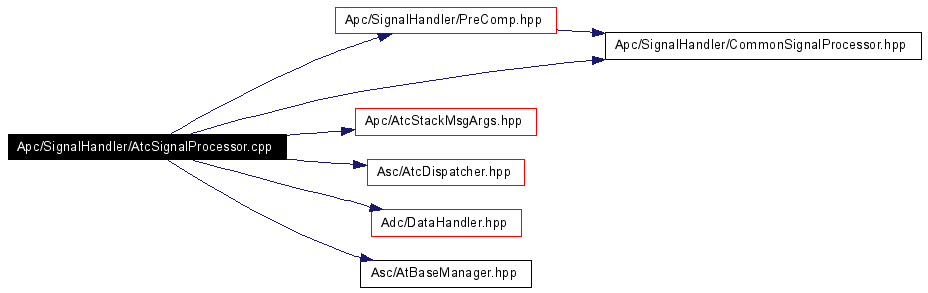 Apc/SignalHandler/PreComp.hpp
Apc/SignalHandler/CommonSignalProcessor.hpp
Apc/AtcStackMsgArgs.hpp
Apc/SignalHandler/AtcSignalProcessor.cpp
Asc/AtcDispatcher.hpp
Adc/DataHandler.hpp
Asc/AtBaseManager.hpp